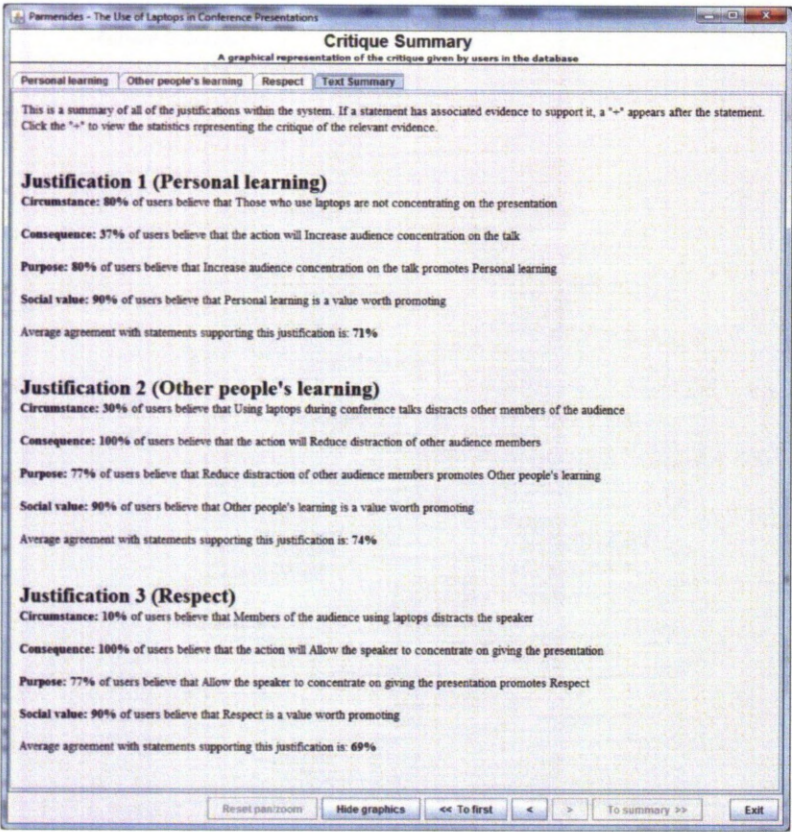 Parmenides - The Use of Laptops in Conference Presentations
Critique Summary
A graphical representation of the critique given by users in the database
Personal learning Other people's learning Respect Text Summary
This is a summary of all of the justifications within the system. If a statement has associated evidence to support it, a "+" appears after the statement.
Click the "+" to view the statistics representing the critique of the relevant evidence.
Justification 1 (Personal learning)
Circumstance: 80% of users believe that Those who use laptops are not concentrating on the presentation
Consequence: 37% of users believe that the action will Increase audience concentration on the talk
Purpose: 80% of users believe that Increase audience concentration on the talk promotes Personal learning
Social value: 90% of users believe that Personal learning is a value worth promoting
Average agreement with statements supporting this justification is: 71%
Justification 2 (Other people's learning)
Circumstance: 30% of users believe that Using laptops during conference talks distracts other members of the audience
Consequence: 100% of users believe that the action will Reduce distraction of other audience members
Purpose: 77% of users believe that Reduce distraction of other audience members promotes Other people's learning
Social value: 90% of users believe that Other people's learning is a value worth promoting
Average agreement with statements supporting this justification is: 74%
Justification 3 (Respect)
Circumstance: 10% of users believe that Members of the audience using laptops distracts the speaker
Consequence: 100% of users believe that the action will Allow the speaker to concentrate on giving the presentation
Purpose: 77% of users believe that Allow the speaker to concentrate on giving the presentation promotes Respect
Social value: 90% of users believe that Respect is a value worth promoting
Average agreement with statements supporting this justification is: 69%
Reset pan/zoom Hide graphics << To first < > To summary >> Exit